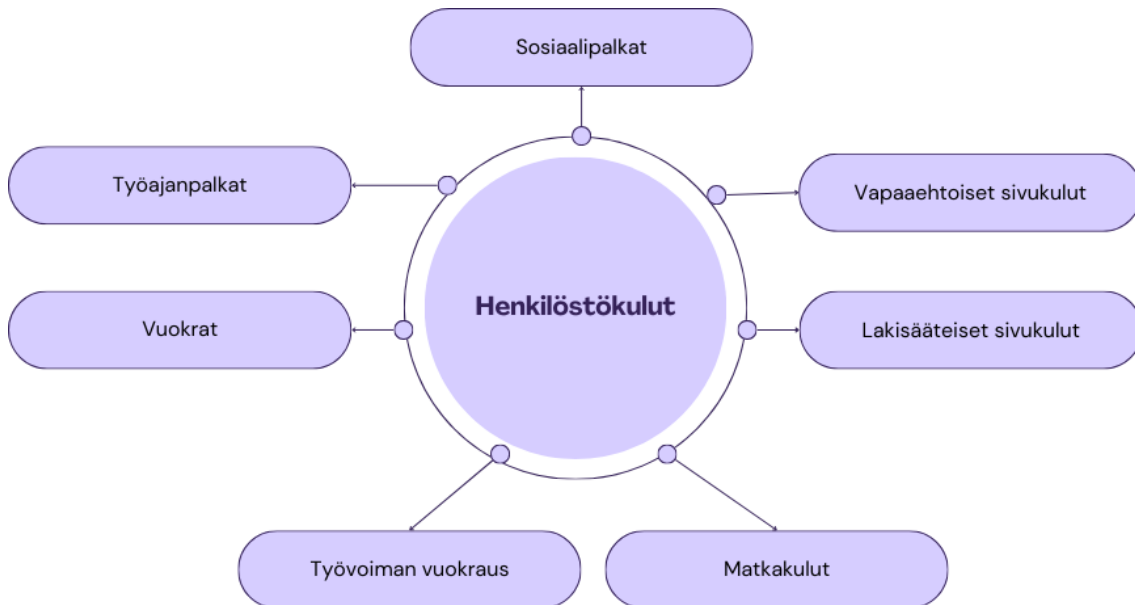 Sosiaalipalkat
Työajanpalkat
Vapaaehtoiset sivukulut
Henkilöstökulut
Vuokrat
Lakisääteiset sivukulut
Työvoiman vuokraus
Matkakulut